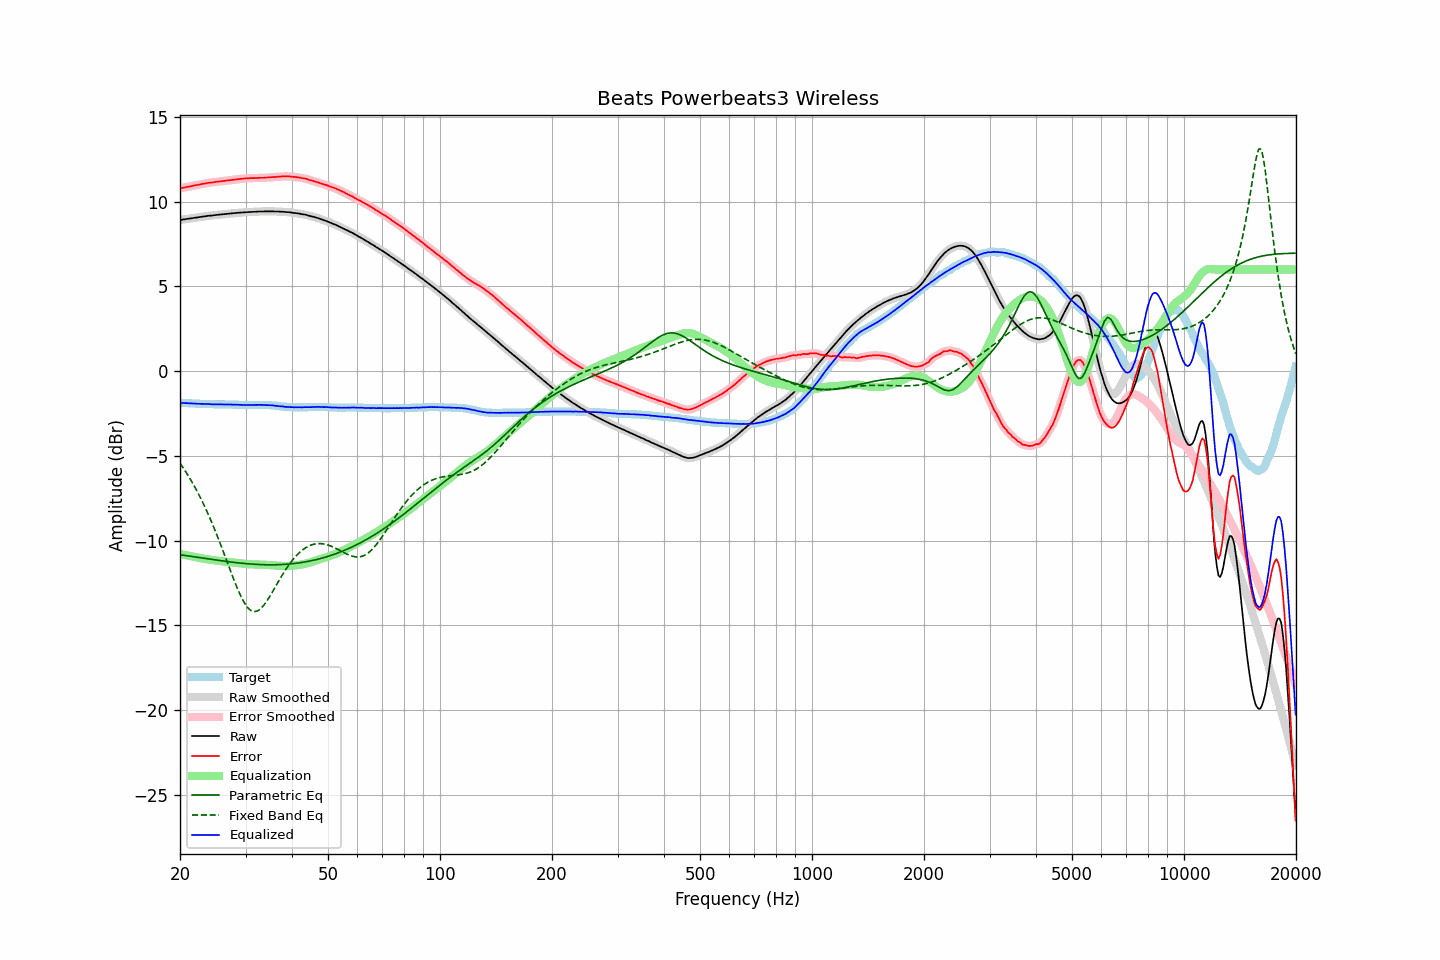 Beats Powerbeats3 Wireless
Amplitude (dBr)
15
10
5
0
−5
−10
−15
−20
−25
Target
Raw Smoothed
Error Smoothed
Raw
Error
Equalization
Parametric Eq
Fixed Band Eq
Equalized
20 50 100 200 500 1000 2000 5000 10000 20000
Frequency (Hz)